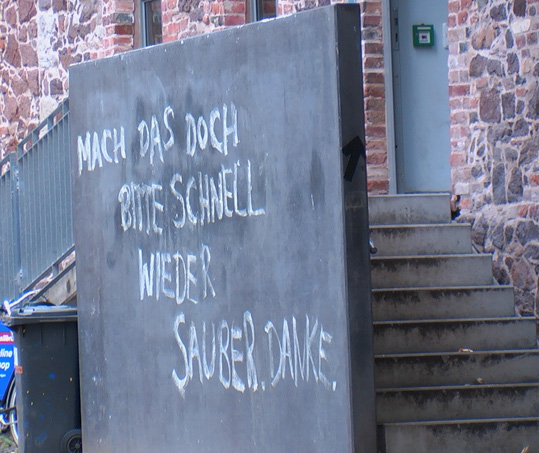 MACH DAS DOCH
BITTE SCHNELL
WIEDER
SAUBER. DANKE.